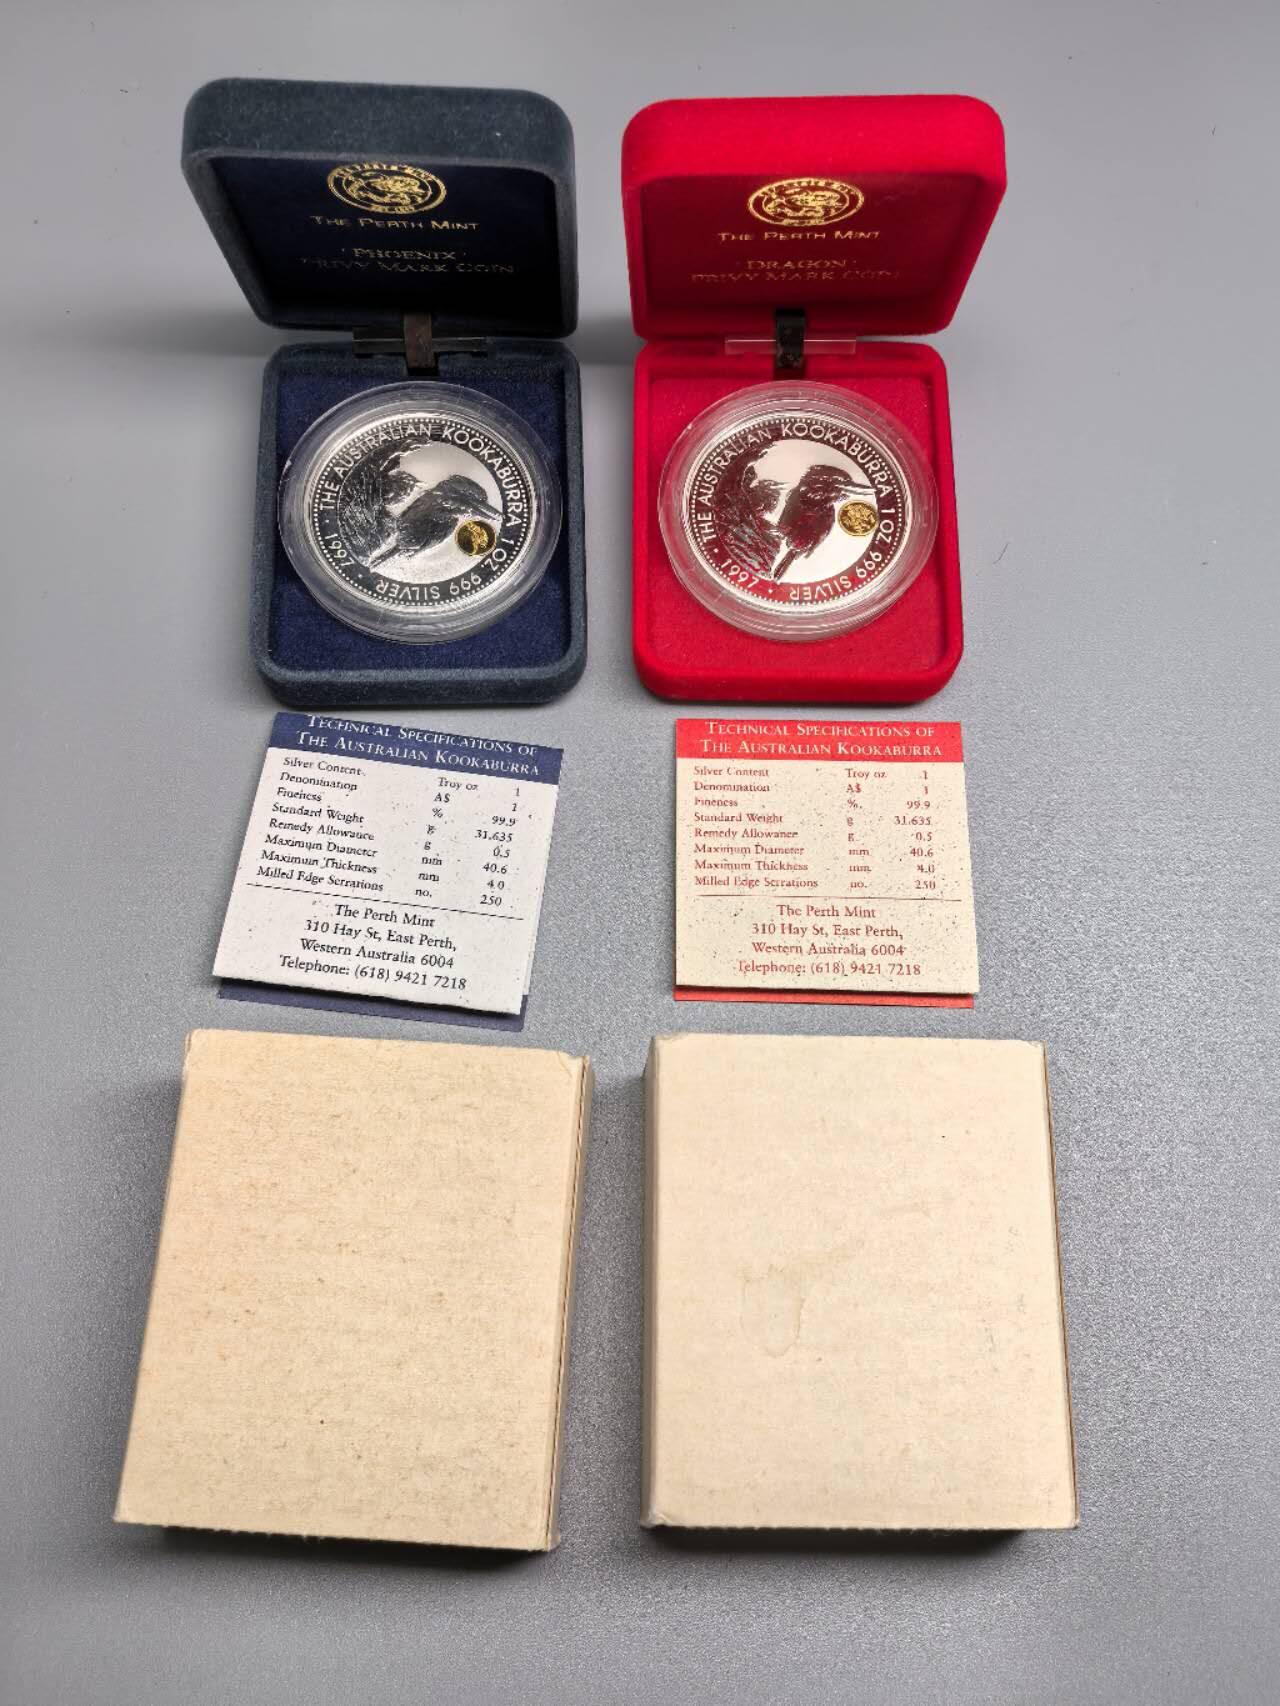 THE PERTH MINT
THE PERTH MINT
'PHOENIX'
PRIVY MARK COIN
THE PERTH MINT
THE PERTH MINT
'DRAGON'
PRIVY MARK COIN
THE AUSTRALIAN KOOKABURRA 1 OZ 999 SILVER · 1997 ·
THE AUSTRALIAN KOOKABURRA 1 OZ 999 SILVER · 1997 ·
TECHNICAL SPECIFICATIONS OF
THE AUSTRALIAN KOOKABURRA
Silver Content Troy oz 1
Denomination A$ 1
Fineness % 99.9
Standard Weight g 31.635
Remedy Allowance g 0.5
Maximum Diameter mm 40.6
Maximum Thickness mm 4.0
Milled Edge Serrations no. 250
The Perth Mint
310 Hay St, East Perth,
Western Australia 6004
Telephone: (618) 9421 7218
TECHNICAL SPECIFICATIONS OF
THE AUSTRALIAN KOOKABURRA
Silver Content Troy oz 1
Denomination A$ 1
Fineness % 99.9
Standard Weight g 31.635
Remedy Allowance g 0.5
Maximum Diameter mm 40.6
Maximum Thickness mm 4.0
Milled Edge Serrations no. 250
The Perth Mint
310 Hay St, East Perth,
Western Australia 6004
Telephone: (618) 9421 7218